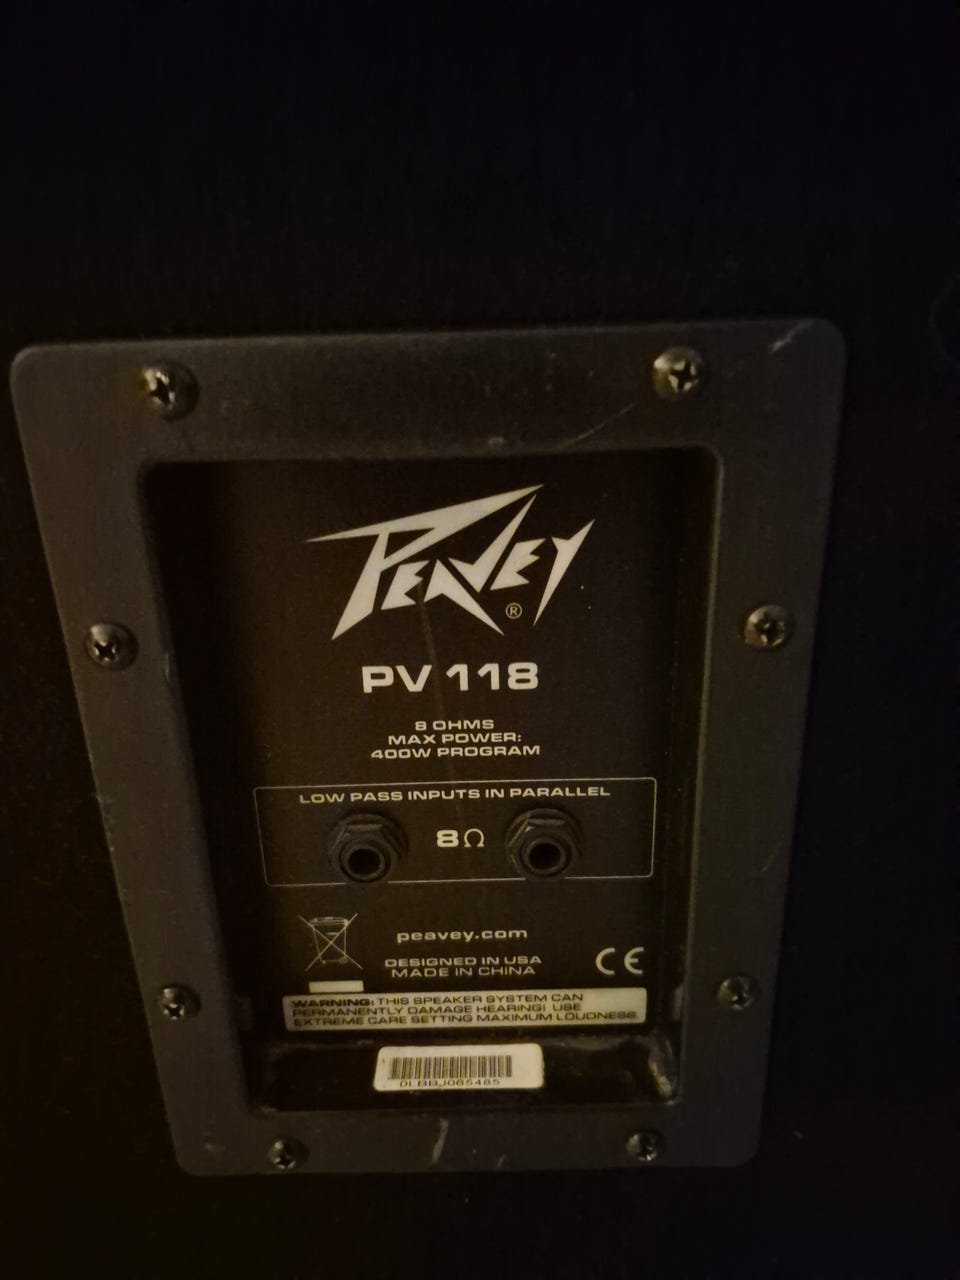 PEAVEY®
PV 118
8 OHMS
MAX POWER:
400W PROGRAM
LOW PASS INPUTS IN PARALLEL
8Ω
peavey.com
DESIGNED IN USA
MADE IN CHINA
CE
WARNING: THIS SPEAKER SYSTEM CAN
PERMANENTLY DAMAGE HEARING! USE
EXTREME CARE SETTING MAXIMUM LOUDNESS.
0LBBJ065485